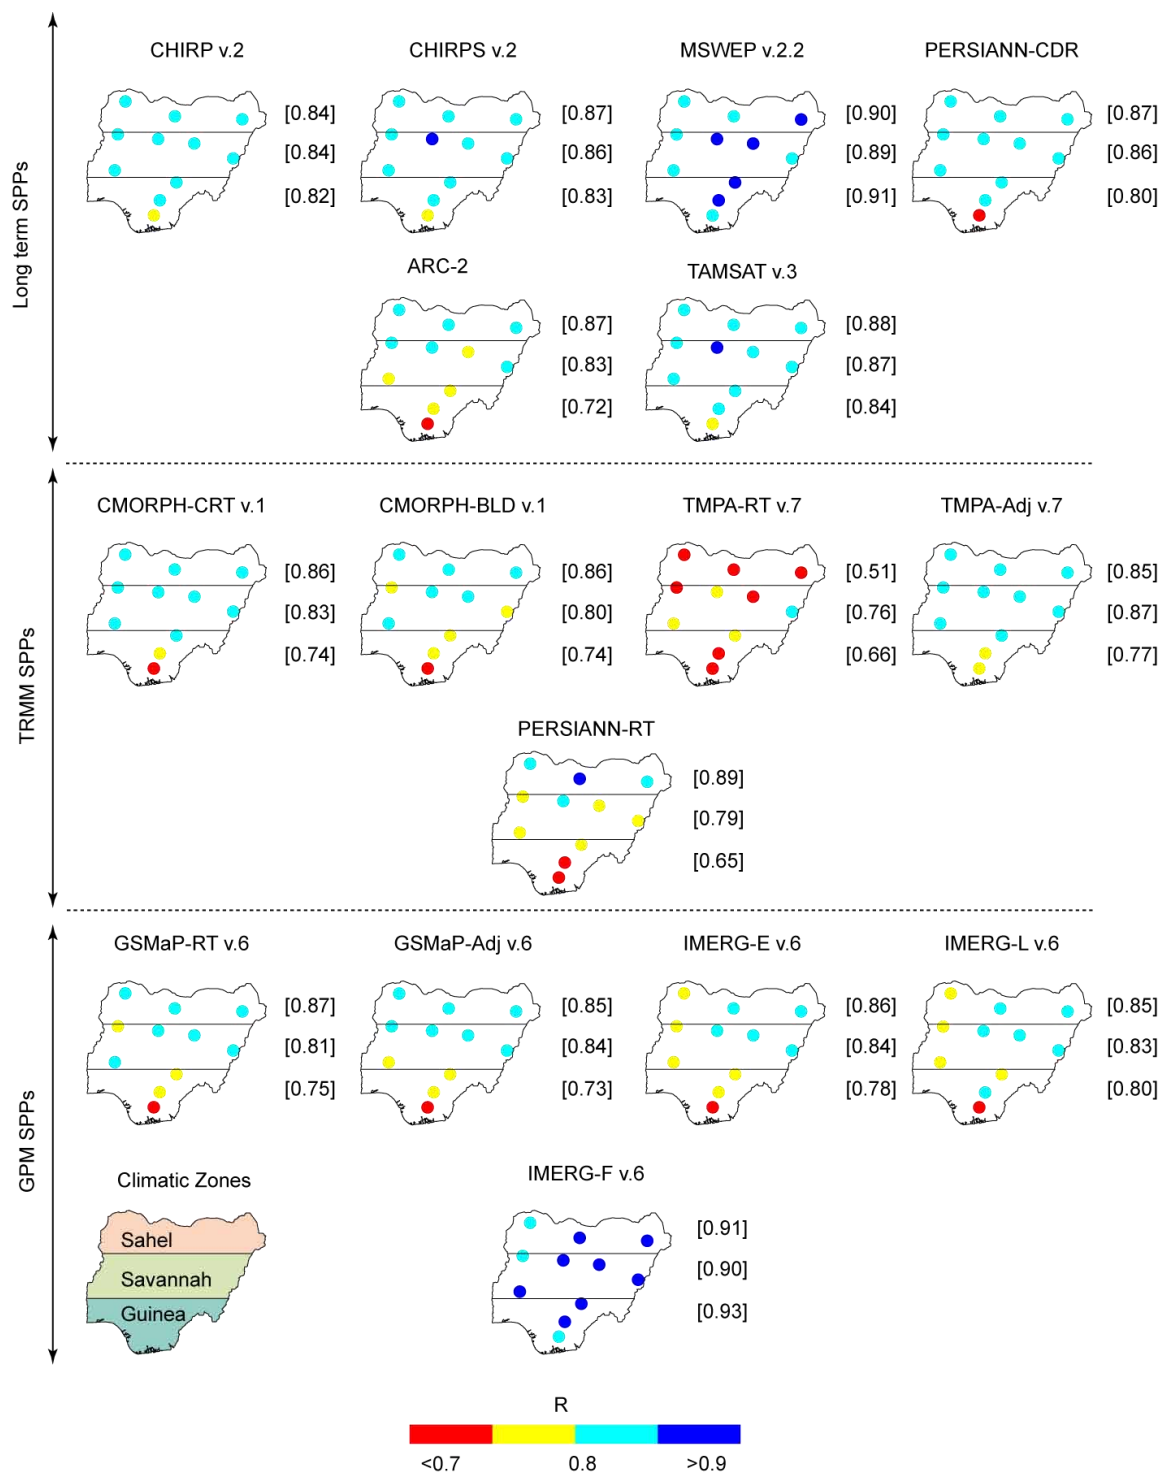 Long term SPPs
CHIRP v.2
[0.84]
[0.84]
[0.82]
CHIRPS v.2
[0.87]
[0.86]
[0.83]
MSWEP v.2.2
[0.90]
[0.89]
[0.91]
PERSIANN-CDR
[0.87]
[0.86]
[0.80]
ARC-2
[0.87]
[0.83]
[0.72]
TAMSAT v.3
[0.88]
[0.87]
[0.84]
TRMM SPPs
CMORPH-CRT v.1
[0.86]
[0.83]
[0.74]
CMORPH-BLD v.1
[0.86]
[0.80]
[0.74]
TMPA-RT v.7
[0.51]
[0.76]
[0.66]
TMPA-Adj v.7
[0.85]
[0.87]
[0.77]
PERSIANN-RT
[0.89]
[0.79]
[0.65]
GPM SPPs
GSMaP-RT v.6
[0.87]
[0.81]
[0.75]
GSMaP-Adj v.6
[0.85]
[0.84]
[0.73]
IMERG-E v.6
[0.86]
[0.84]
[0.78]
IMERG-L v.6
[0.85]
[0.83]
[0.80]
Climatic Zones
Sahel
Savannah
Guinea
IMERG-F v.6
[0.91]
[0.90]
[0.93]
R
<0.7 0.8 >0.9